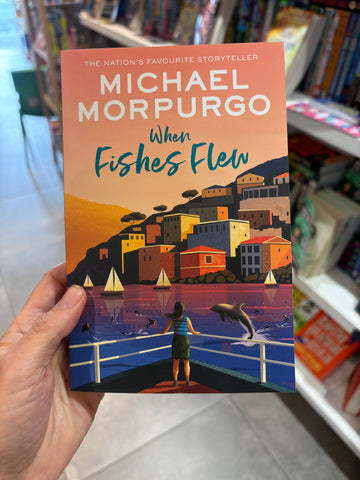 THE NATION'S FAVOURITE STORYTELLER
MICHAEL
MORPURGO
When
Fishes Flew